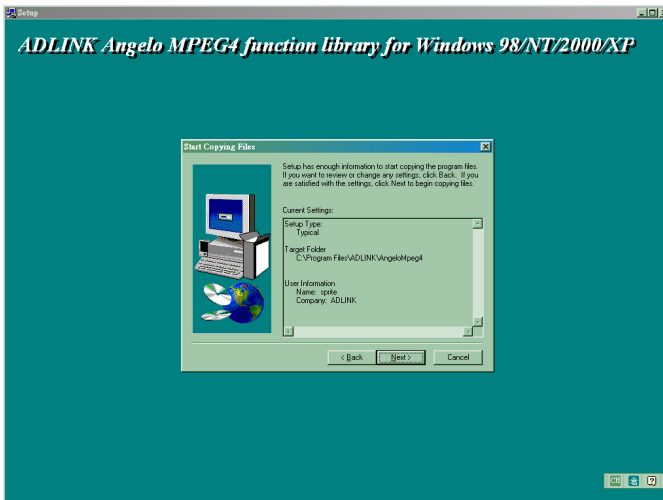 Setup
ADLINK Angelo MPEG4 function library for Windows 98/NT/2000/XP
Start Copying Files
Setup has enough information to start copying the program files.
If you want to review or change any settings, click Back. If you
are satisfied with the settings, click Next to begin copying files.
Current Settings:
Setup Type:
Typical
Target Folder
C:\Program Files\ADLINK\AngeloMpeg4
User Information
Name: sprite
Company: ADLINK
< Back
Next >
Cancel